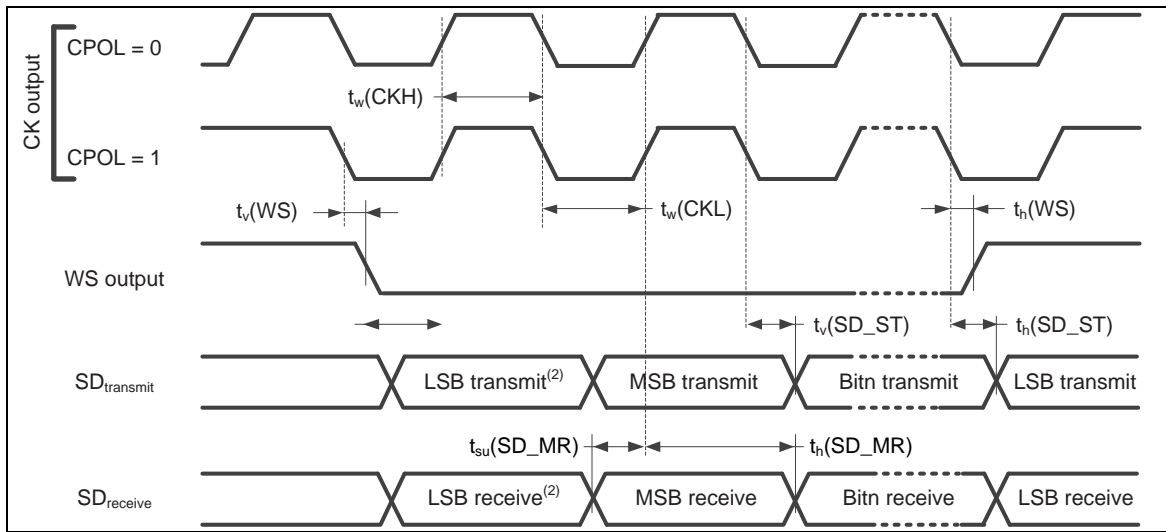 CK output
CPOL = 0
tw(CKH)
CPOL = 1
tv(WS)
tw(CKL)
th(WS)
WS output
tv(SD_ST)
th(SD_ST)
SDtransmit
LSB transmit(2)
MSB transmit
Bitn transmit
LSB transmit
tsu(SD_MR)
th(SD_MR)
SDreceive
LSB receive(2)
MSB receive
Bitn receive
LSB receive